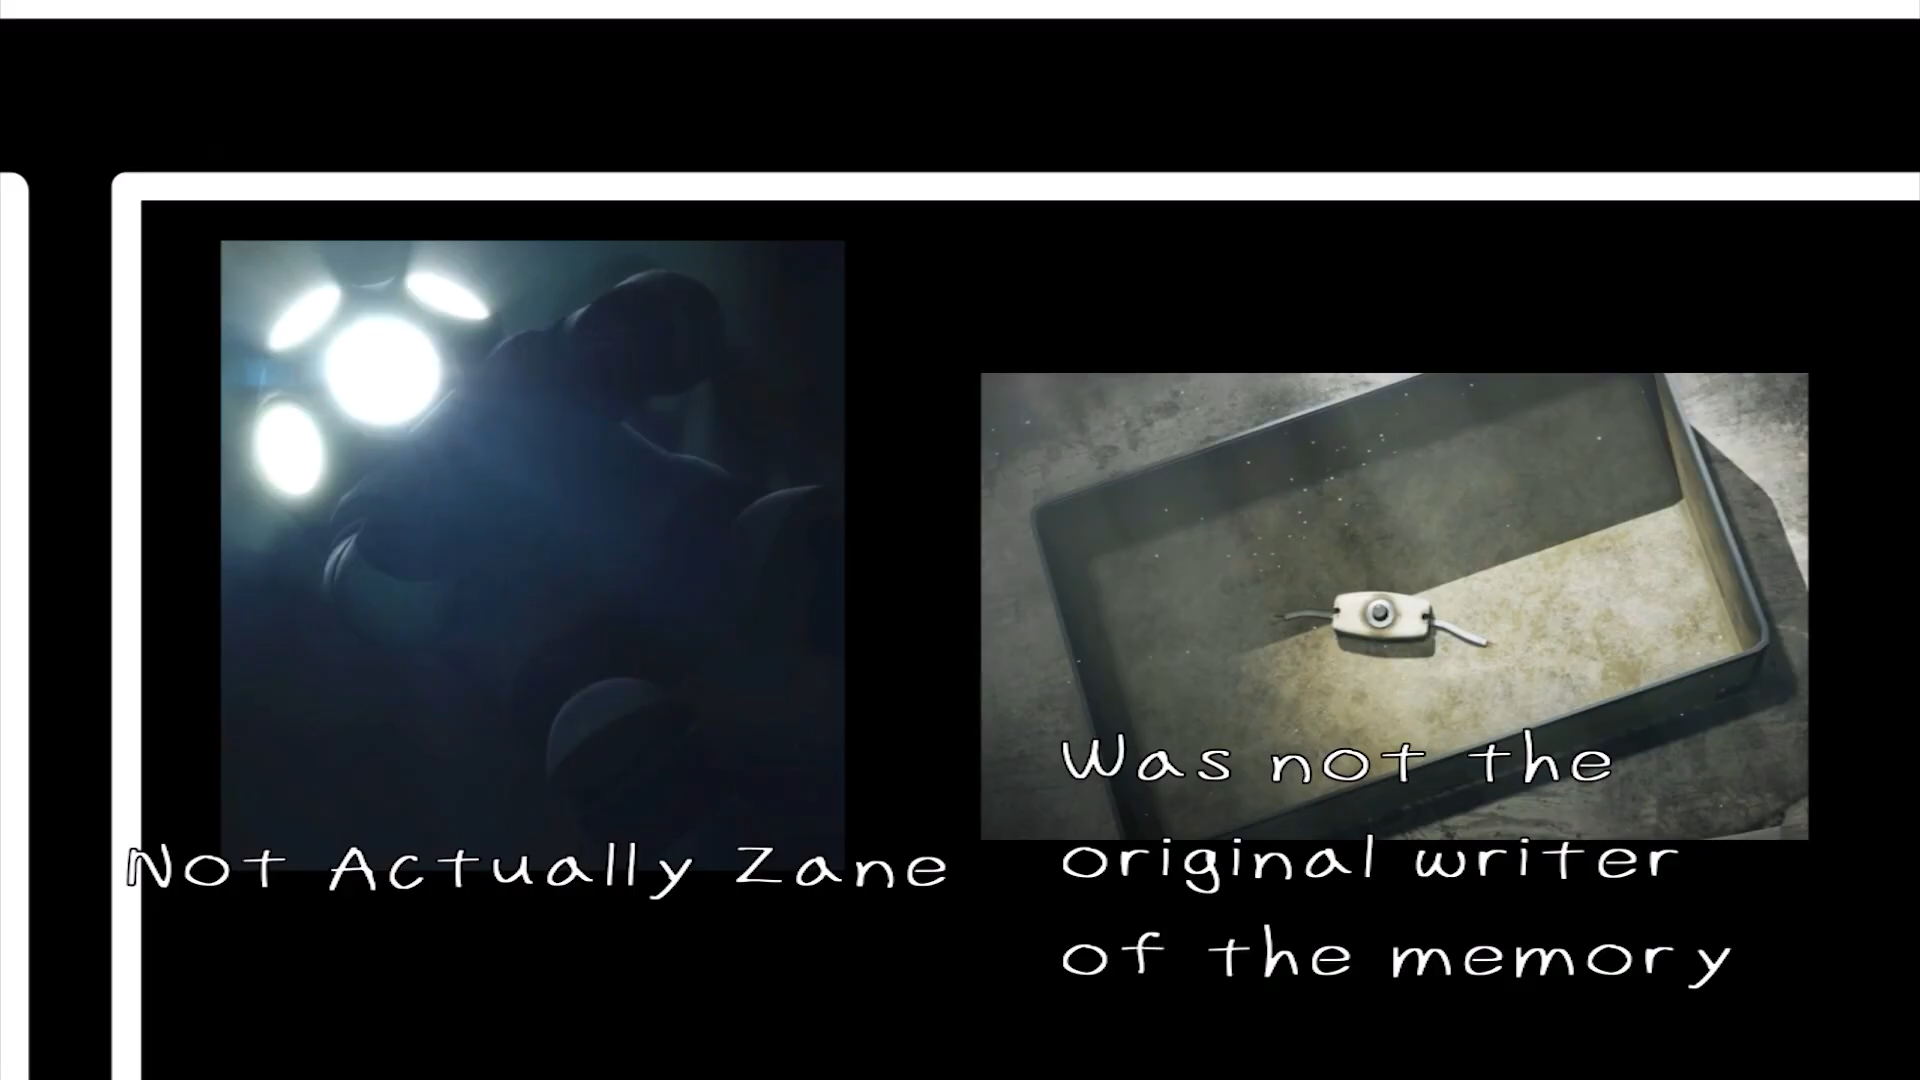 Not Actually Zane
Was not the
original writer
of the memory